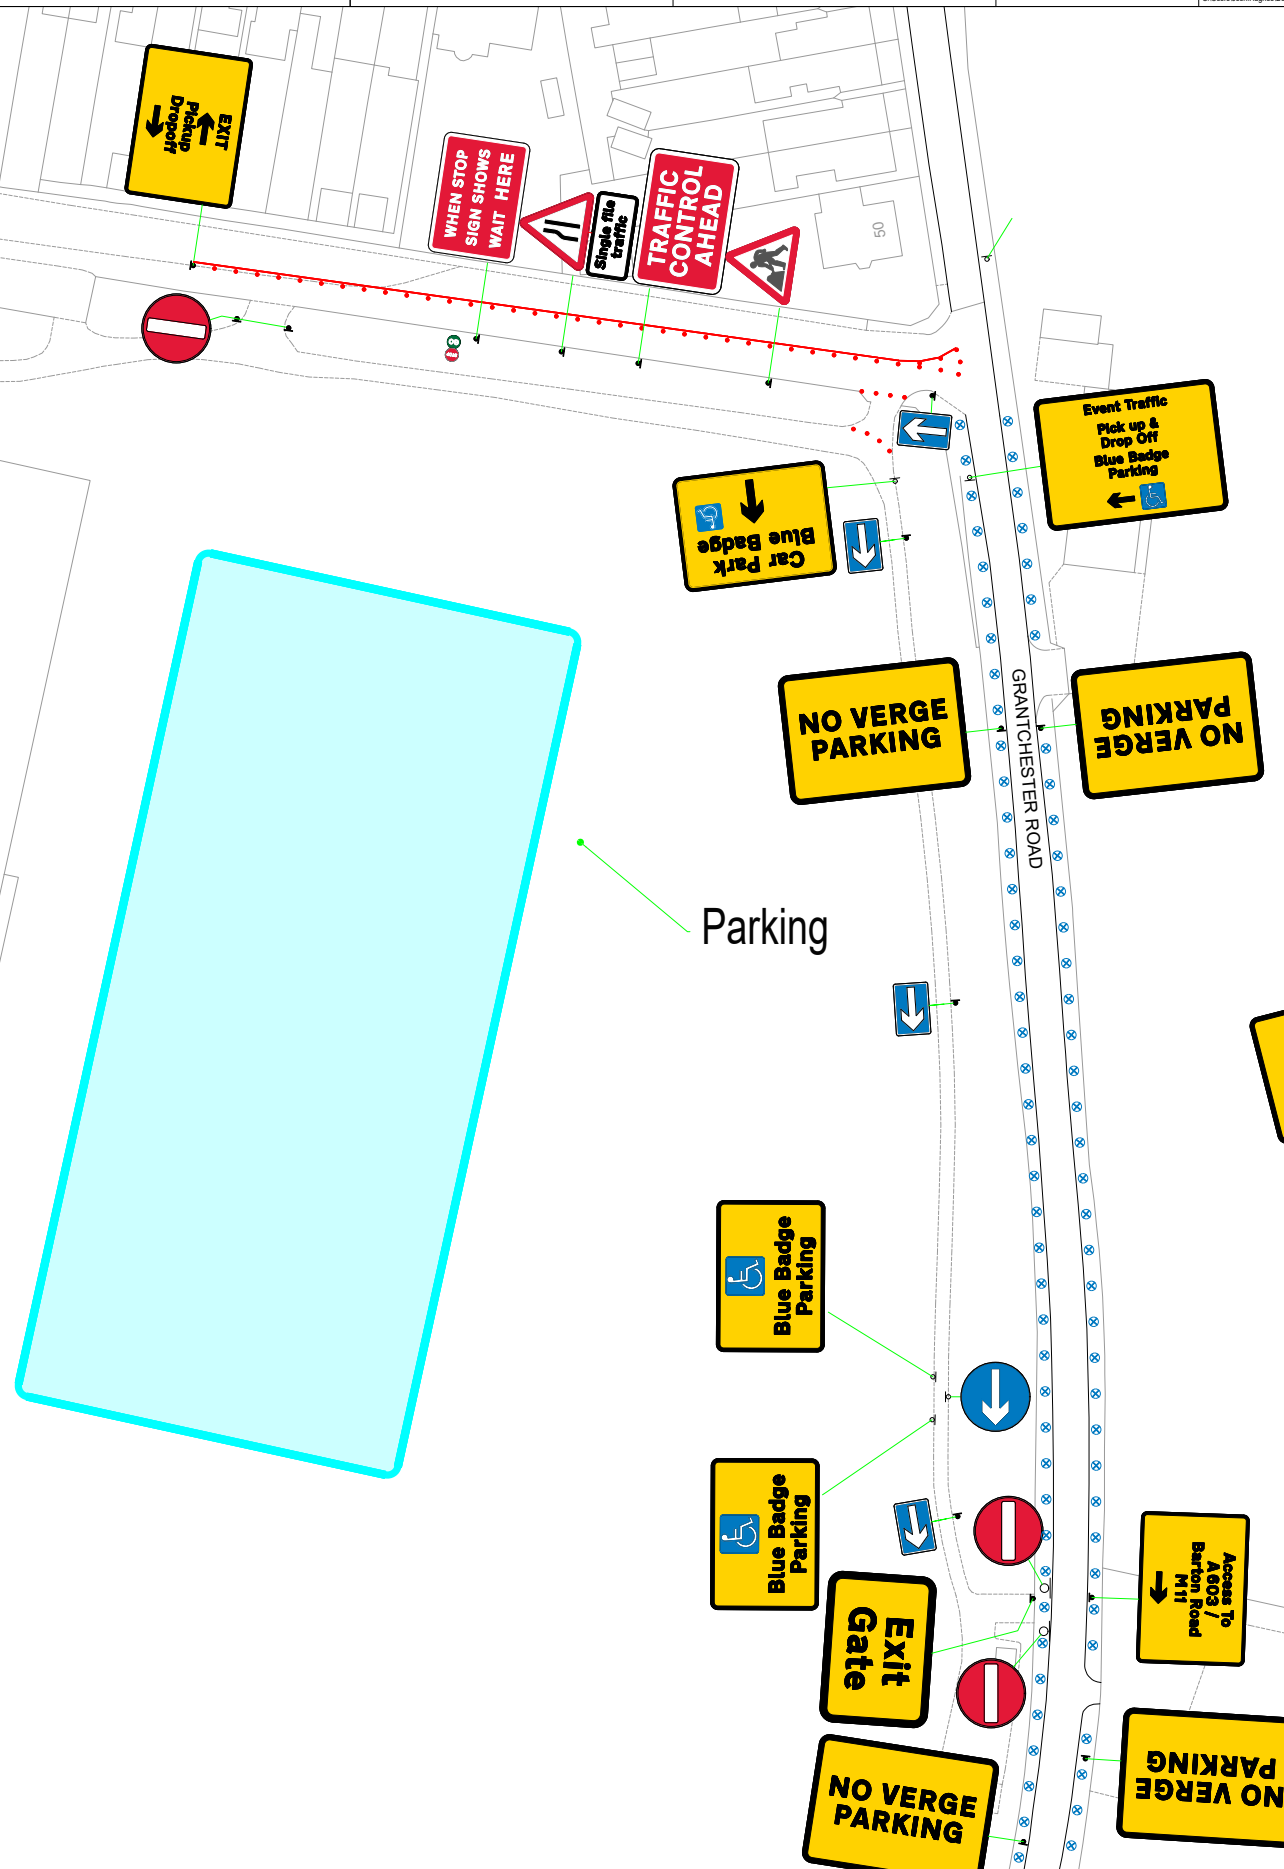 EXIT
Pickup
Dropoff
WHEN STOP
SIGN SHOWS
WAIT HERE
Single file
traffic
TRAFFIC
CONTROL
AHEAD
50
Event Traffic
Pick up &
Drop Off
Blue Badge
Parking
Car Park
Blue Badge
NO VERGE
PARKING
GRANTCHESTER ROAD
NO VERGE
PARKING
Parking
Blue Badge
Parking
Blue Badge
Parking
Exit
Gate
Access To
A603 /
Barton Road
M11
NO VERGE
PARKING
NO VERGE
PARKING